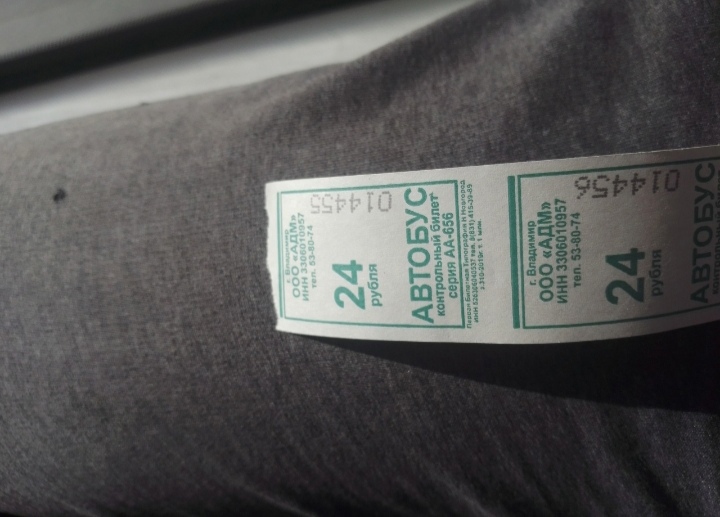 014455
г. Владимир
ООО «АДМ»
ИНН 3306010957
тел. 53-80-74
24
рубля
АВТОБУС
контрольный билет
серия АА-656
014456
г. Владимир
ООО «АДМ»
ИНН 3306010957
тел. 53-80-74
24
рубля
АВТОБУС